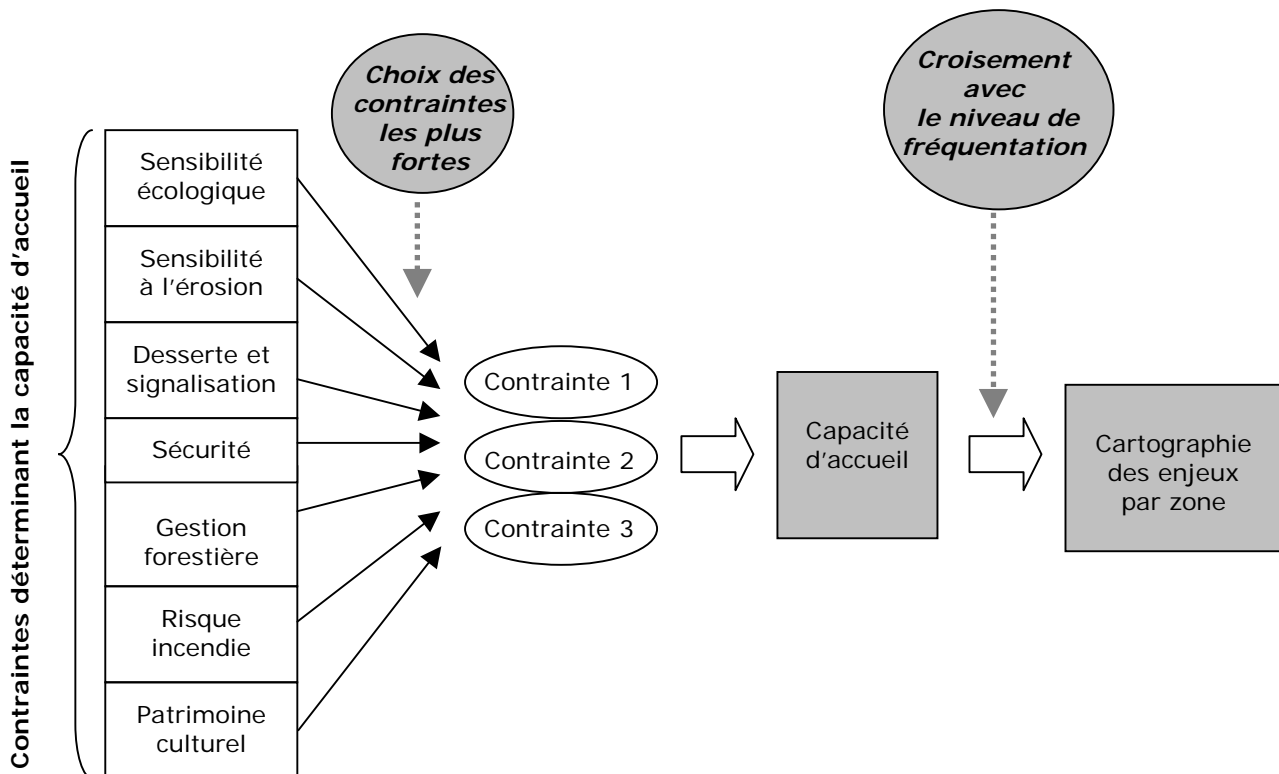 Contraintes déterminant la capacité d'accueil
Sensibilité
écologique
Sensibilité
à l'érosion
Desserte et
signalisation
Sécurité
Gestion
forestière
Risque
incendie
Patrimoine
culturel
Choix des
contraintes
les plus
fortes
Contrainte 1
Contrainte 2
Contrainte 3
Capacité
d'accueil
Croisement
avec
le niveau de
fréquentation
Cartographie
des enjeux
par zone